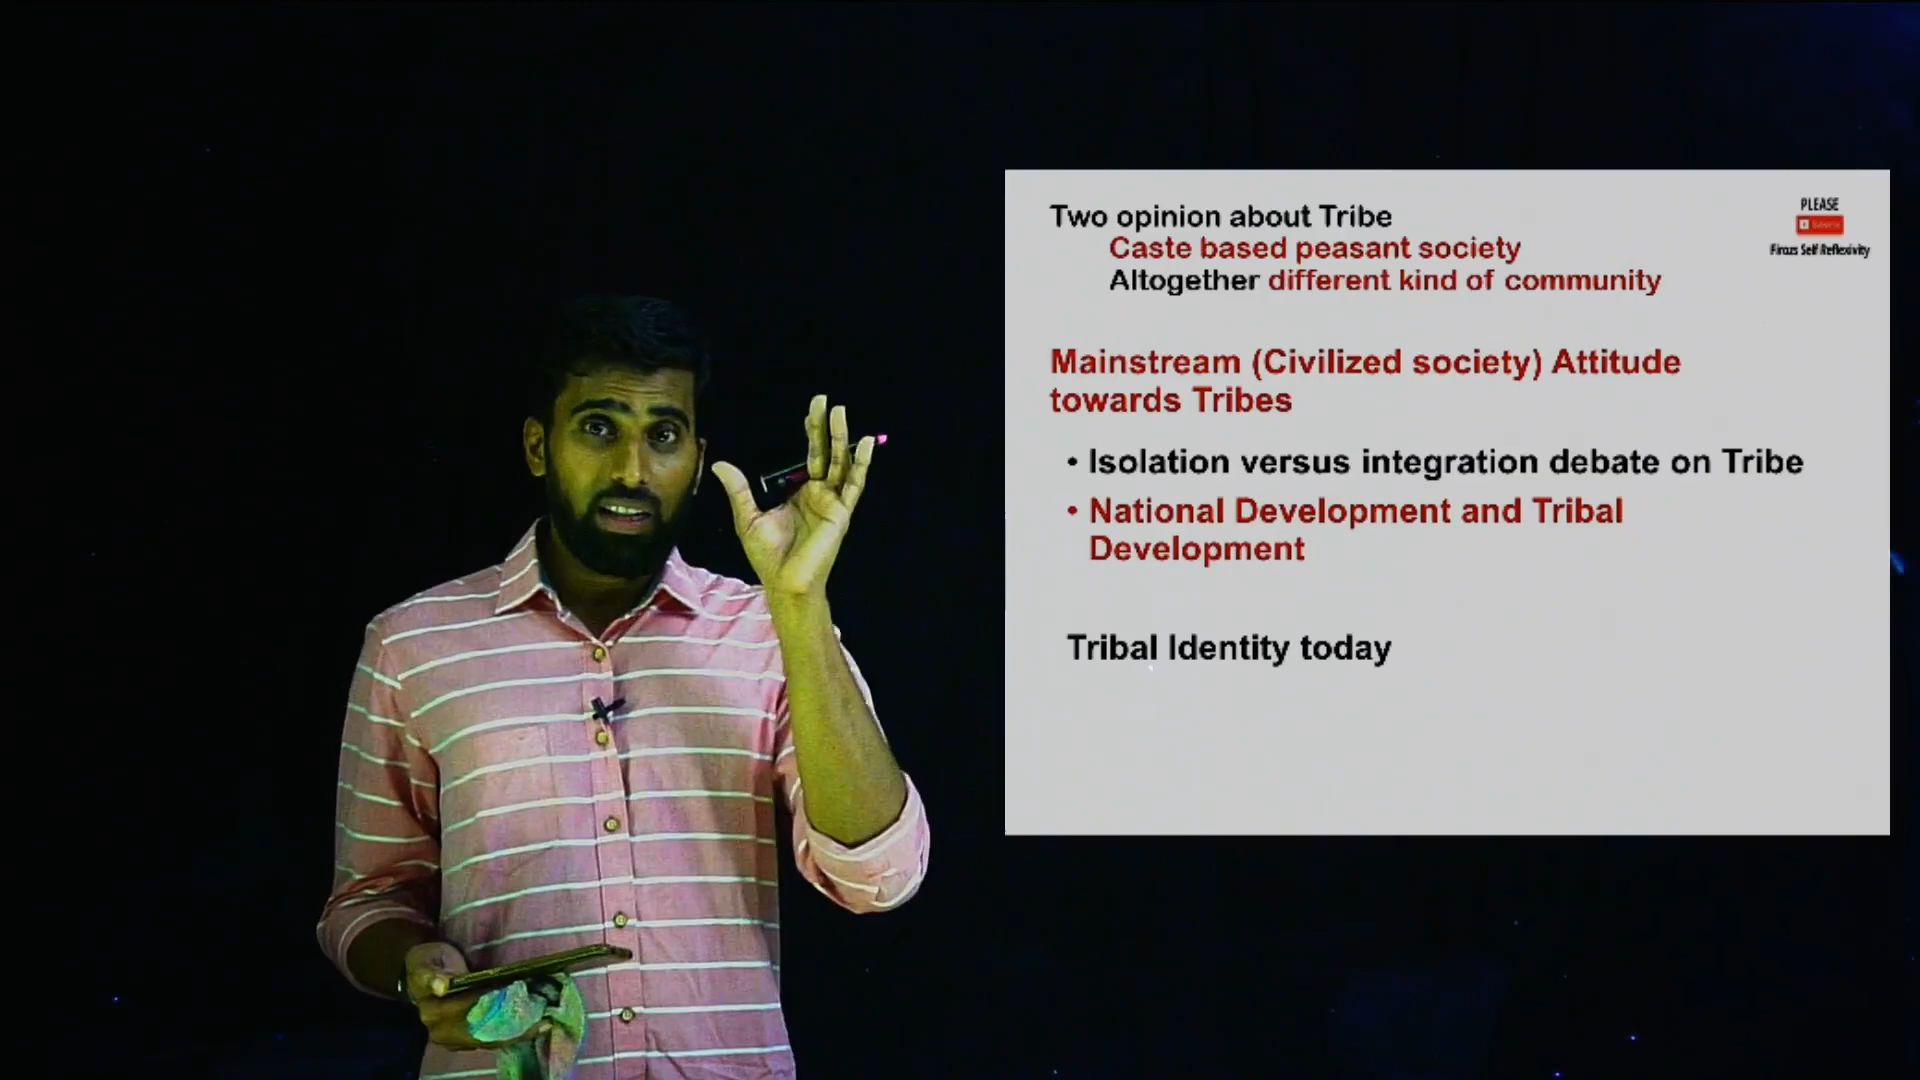 Two opinion about Tribe
Caste based peasant society
Altogether different kind of community
PLEASE
Firozs Self Reflexivity
Mainstream (Civilized society) Attitude
towards Tribes
• Isolation versus integration debate on Tribe
• National Development and Tribal
Development
Tribal Identity today